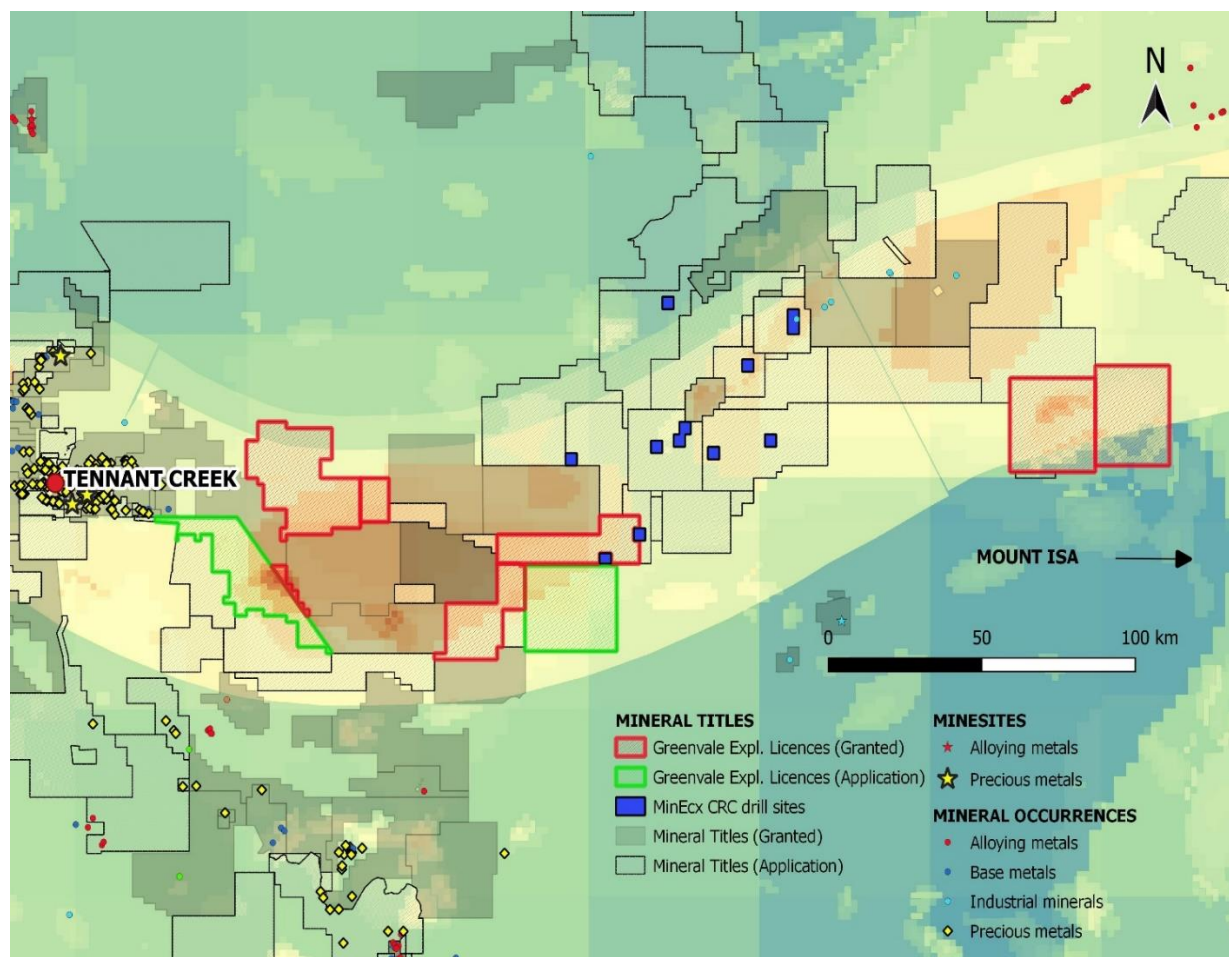 N
TENNANT CREEK
MOUNT ISA
0 50 100 km
MINERAL TITLES
Greenvale Expl. Licences (Granted)
Greenvale Expl. Licences (Application)
MinEcx CRC drill sites
Mineral Titles (Granted)
Mineral Titles (Application)
MINESITES
Alloying metals
Precious metals
MINERAL OCCURRENCES
Alloying metals
Base metals
Industrial minerals
Precious metals